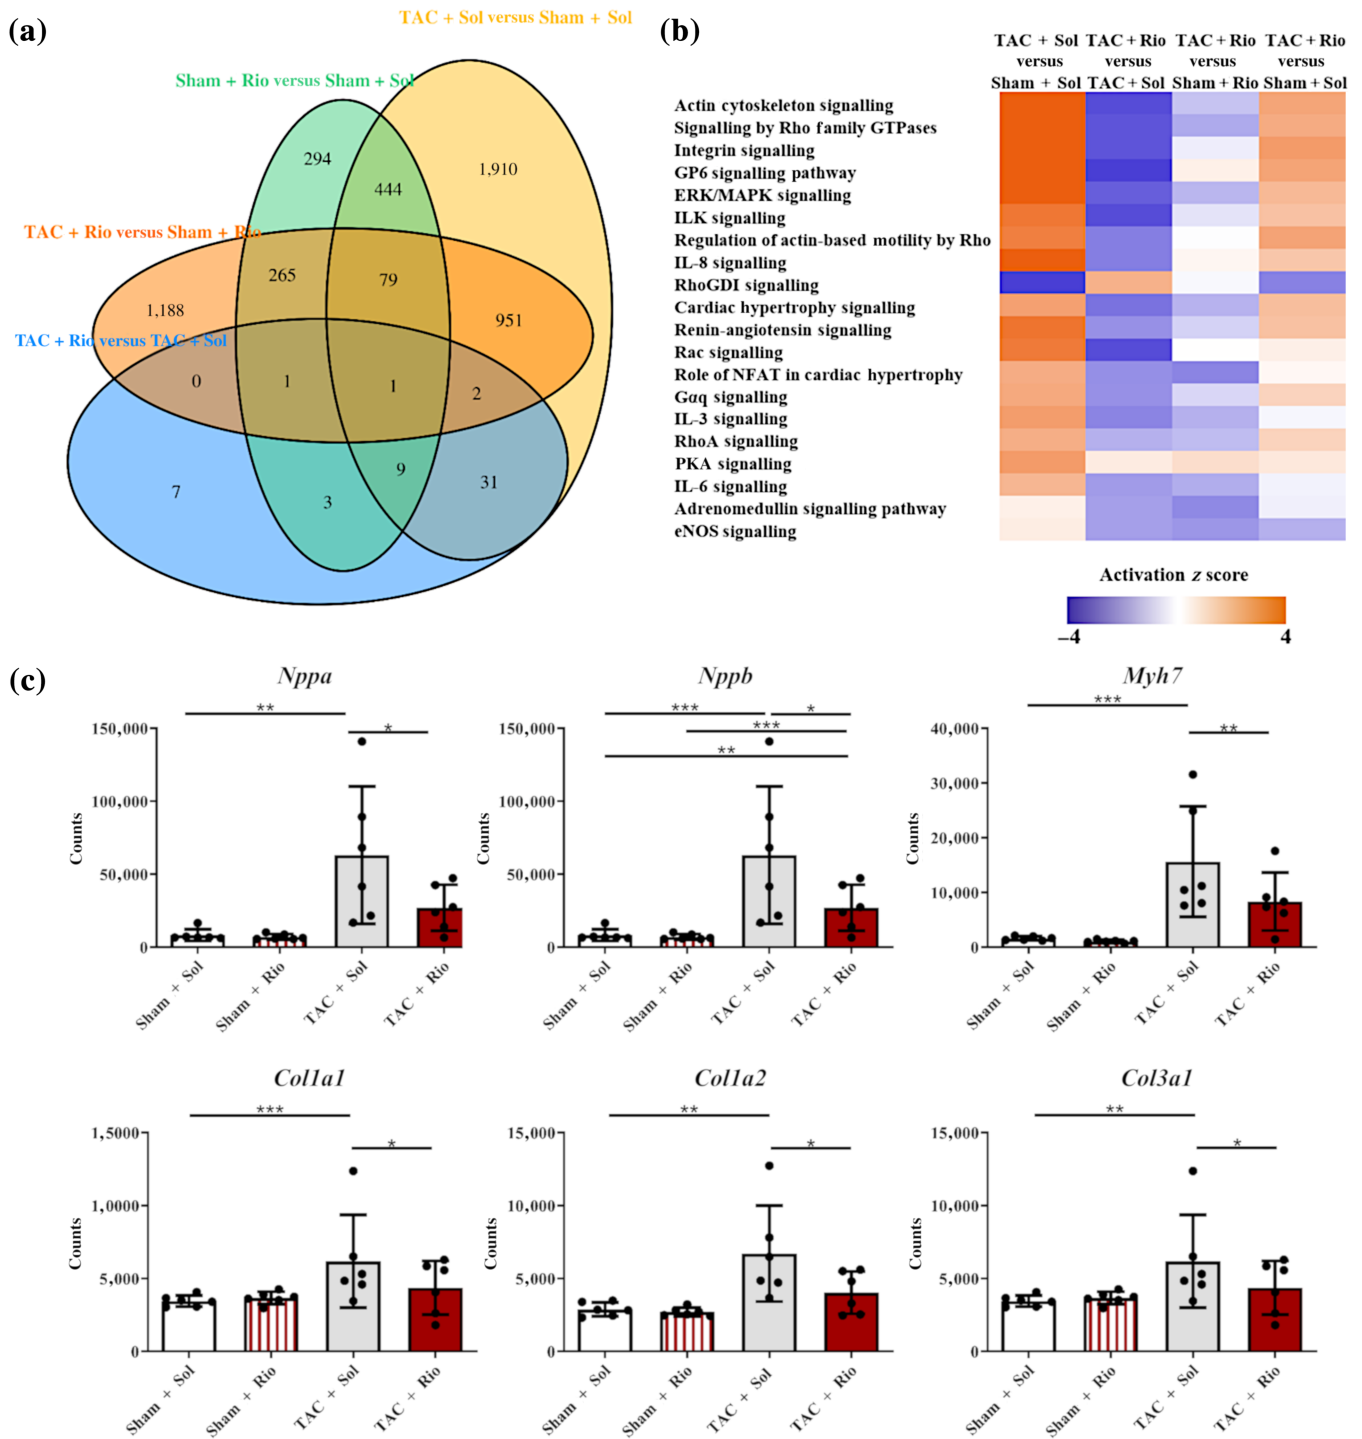 (a)
TAC + Sol versus Sham + Sol
Sham + Rio versus Sham + Sol
294
444
1,910
TAC + Rio versus Sham + Rio
265
79
1,188
951
TAC + Rio versus TAC + Sol
0
1
1
2
7
3
9
31
(b)
TAC + Sol TAC + Rio TAC + Rio TAC + Rio
versus versus versus versus
Sham + Sol TAC + Sol Sham + Rio Sham + Sol
Actin cytoskeleton signalling
Signalling by Rho family GTPases
Integrin signalling
GP6 signalling pathway
ERK/MAPK signalling
ILK signalling
Regulation of actin-based motility by Rho
IL-8 signalling
RhoGDI signalling
Cardiac hypertrophy signalling
Renin-angiotensin signalling
Rac signalling
Role of NFAT in cardiac hypertrophy
Gαq signalling
IL-3 signalling
RhoA signalling
PKA signalling
IL-6 signalling
Adrenomedullin signalling pathway
eNOS signalling
Activation z score
–4 4
(c)
Nppa
** *
150,000
100,000
50,000
0
Counts
Sham + Sol
Sham + Rio
TAC + Sol
TAC + Rio
Nppb
*** *
***
**
150,000
100,000
50,000
0
Counts
Sham + Sol
Sham + Rio
TAC + Sol
TAC + Rio
Myh7
***
**
40,000
30,000
20,000
10,000
0
Counts
Sham + Sol
Sham + Rio
TAC + Sol
TAC + Rio
Col1a1
***
*
1,5000
1,0000
5,000
0
Counts
Sham + Sol
Sham + Rio
TAC + Sol
TAC + Rio
Col1a2
**
*
15,000
10,000
5,000
0
Counts
Sham + Sol
Sham + Rio
TAC + Sol
TAC + Rio
Col3a1
**
*
15,000
10,000
5,000
0
Counts
Sham + Sol
Sham + Rio
TAC + Sol
TAC + Rio